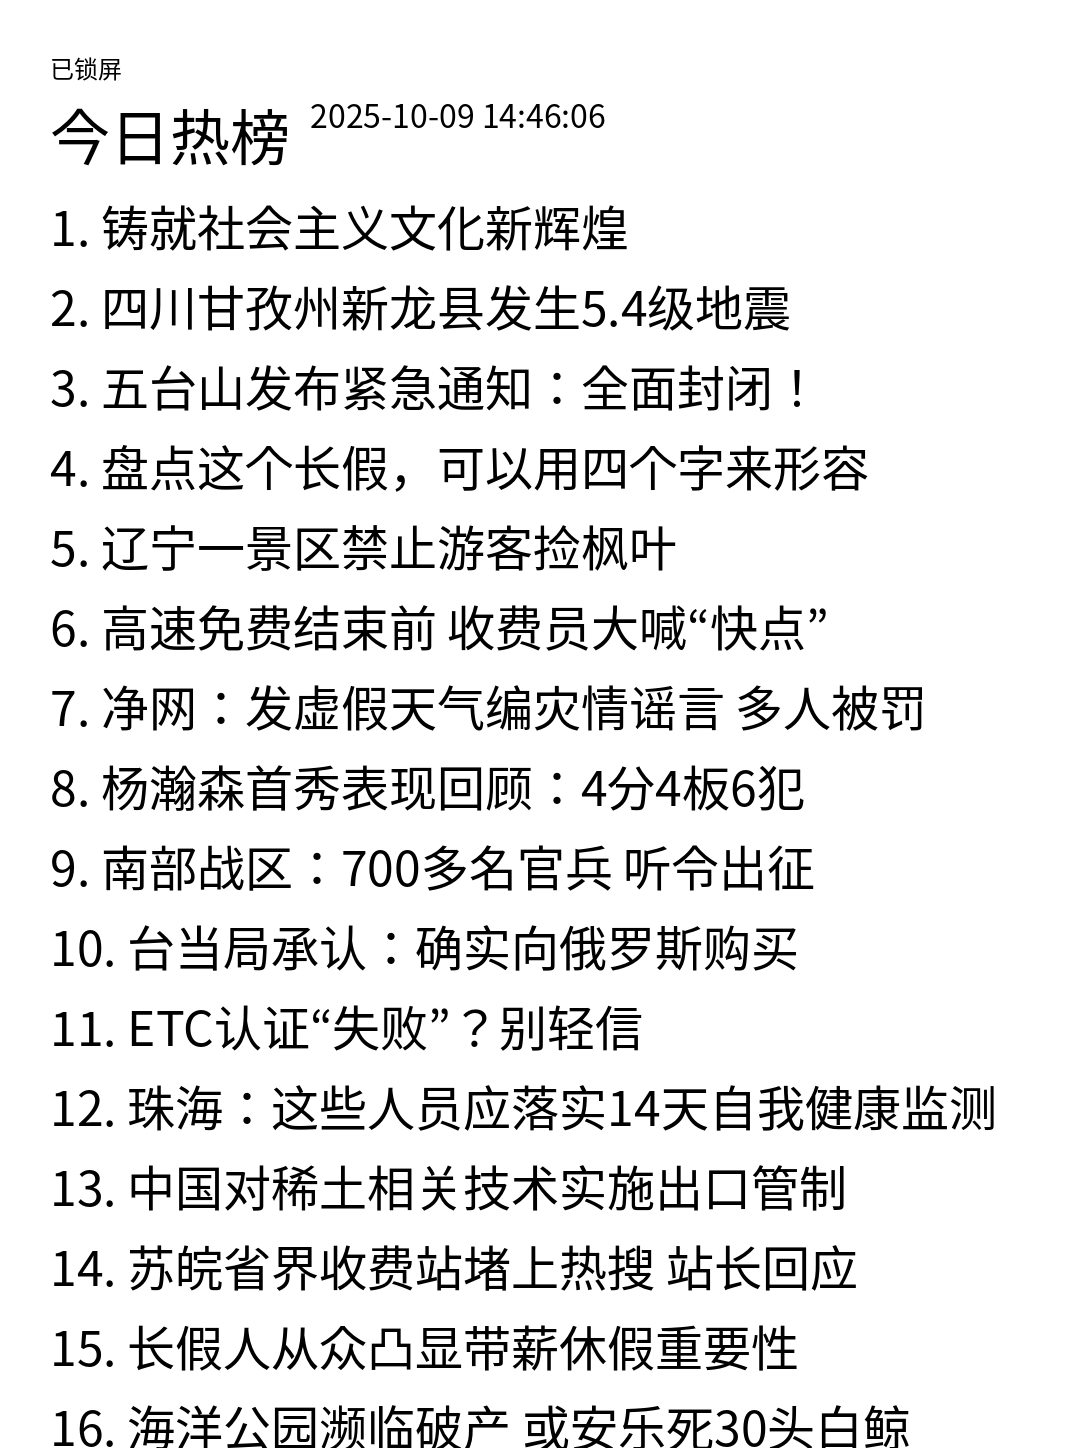 已锁屏
今日热榜 2025-10-09 14:46:06
1. 铸就社会主义文化新辉煌
2. 四川甘孜州新龙县发生5.4级地震
3. 五台山发布紧急通知：全面封闭！
4. 盘点这个长假，可以用四个字来形容
5. 辽宁一景区禁止游客捡枫叶
6. 高速免费结束前 收费员大喊“快点”
7. 净网：发虚假天气编灾情谣言 多人被罚
8. 杨瀚森首秀表现回顾：4分4板6犯
9. 南部战区：700多名官兵 听令出征
10. 台当局承认：确实向俄罗斯购买
11. ETC认证“失败”？别轻信
12. 珠海：这些人员应落实14天自我健康监测
13. 中国对稀土相关技术实施出口管制
14. 苏皖省界收费站堵上热搜 站长回应
15. 长假人从众凸显带薪休假重要性
16. 海洋公园濒临破产 或安乐死30头白鲸